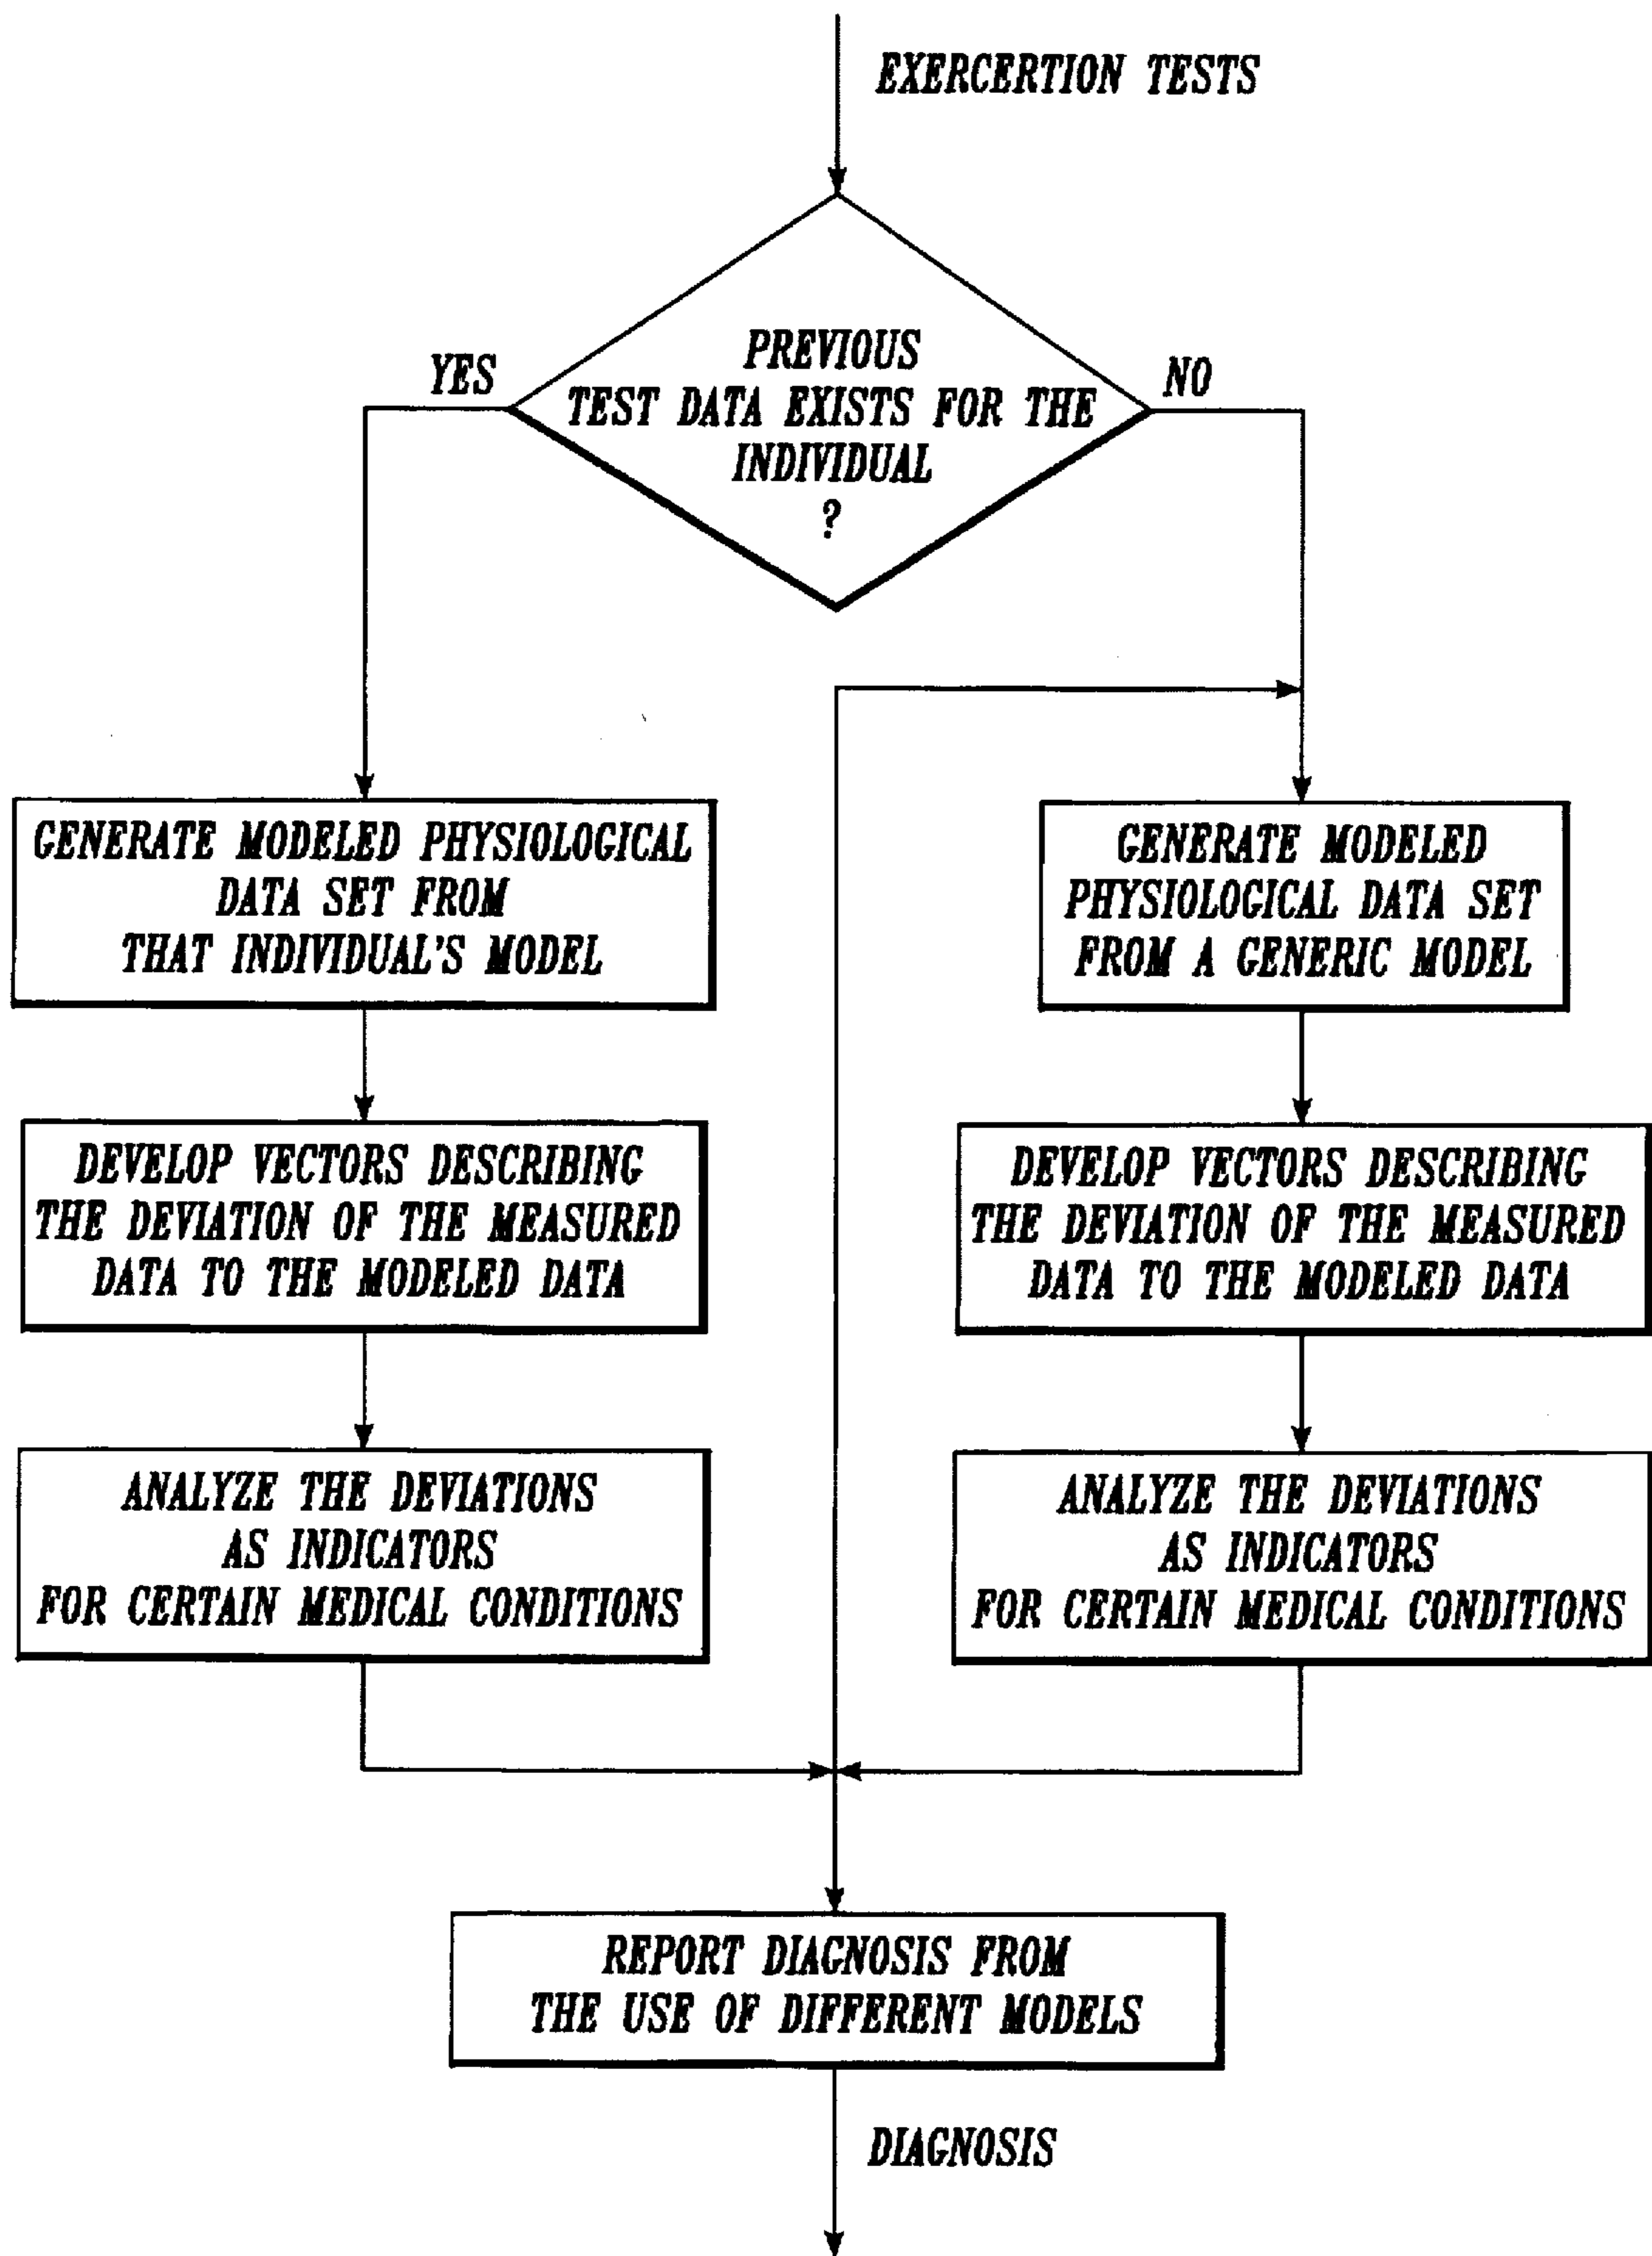 EXERCERTION TESTS
PREVIOUS
TEST DATA EXISTS FOR THE
INDIVIDUAL
?
YES
NO
GENERATE MODELED PHYSIOLOGICAL
DATA SET FROM
THAT INDIVIDUAL'S MODEL
GENERATE MODELED
PHYSIOLOGICAL DATA SET
FROM A GENERIC MODEL
DEVELOP VECTORS DESCRIBING
THE DEVIATION OF THE MEASURED
DATA TO THE MODELED DATA
DEVELOP VECTORS DESCRIBING
THE DEVIATION OF THE MEASURED
DATA TO THE MODELED DATA
ANALYZE THE DEVIATIONS
AS INDICATORS
FOR CERTAIN MEDICAL CONDITIONS
ANALYZE THE DEVIATIONS
AS INDICATORS
FOR CERTAIN MEDICAL CONDITIONS
REPORT DIAGNOSIS FROM
THE USE OF DIFFERENT MODELS
DIAGNOSIS